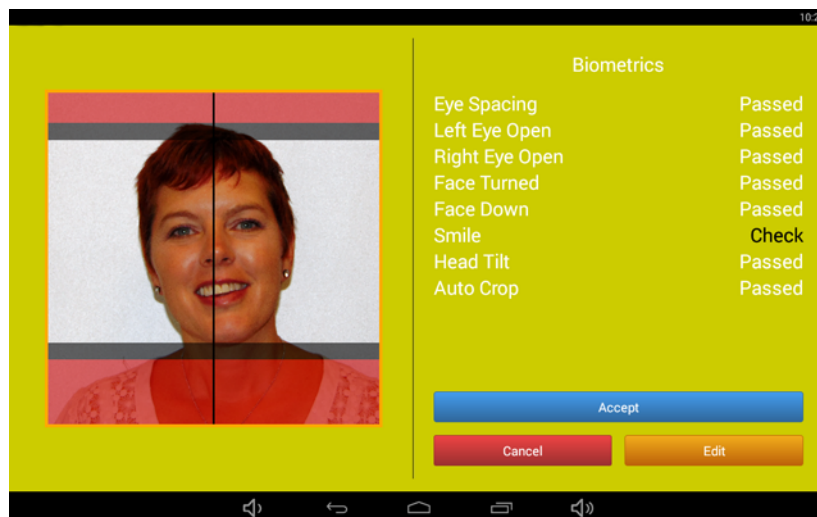 Biometrics
Eye Spacing Passed
Left Eye Open Passed
Right Eye Open Passed
Face Turned Passed
Face Down Passed
Smile Check
Head Tilt Passed
Auto Crop Passed
Accept
Cancel Edit